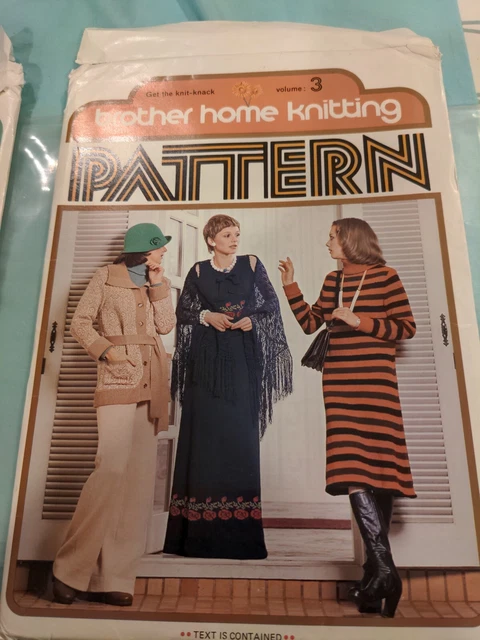 Get the knit-knack
volume: 3
brother home knitting
PATTERN
•• TEXT IS CONTAINED ••